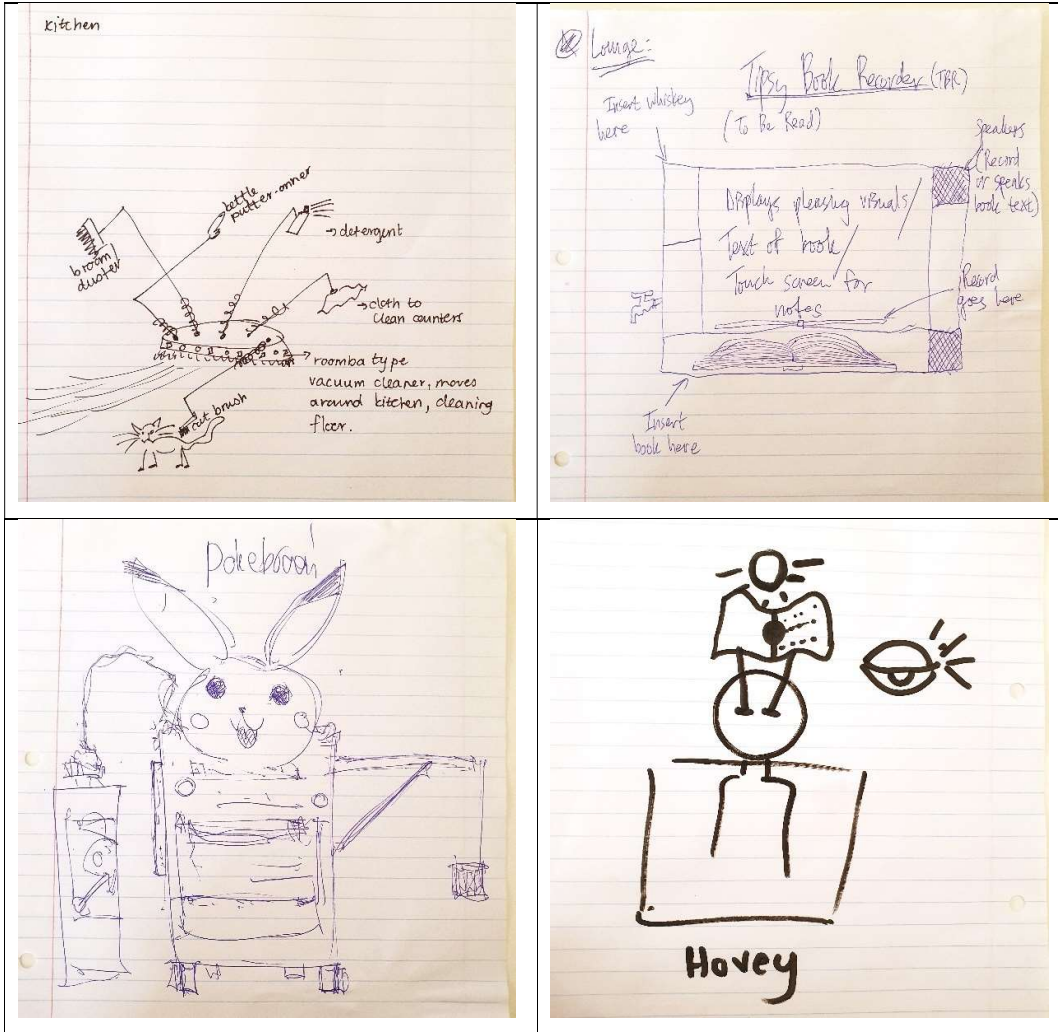 kitchen
kettle
putter-onner
→ detergent
broom
duster
→ cloth to
clean counters
→ roomba type
vacuum cleaner, moves
around kitchen, cleaning
floor.
cat brush
Lounge:
Tipsy Book Recorder (TBR)
(To Be Read)
Insert whiskey
here
Speakers
(Record
or speaks
book text)
Displays pleasing visuals/
Text of book/
Touch screen for
notes
Record
goes here
Insert
book here
Hovey